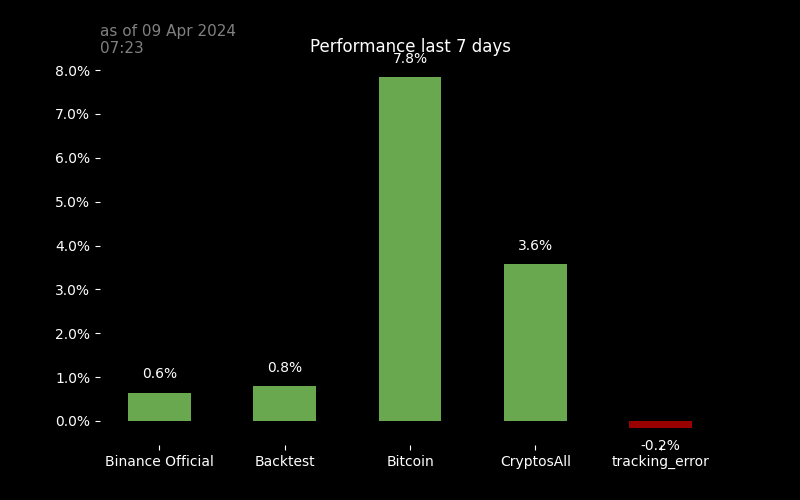 as of 09 Apr 2024
07:23
Performance last 7 days
7.8%
8.0%
7.0%
6.0%
5.0%
4.0%
3.6%
3.0%
2.0%
1.0%
0.6%
0.8%
0.0%
-0.2%
Binance Official
Backtest
Bitcoin
CryptosAll
tracking_error